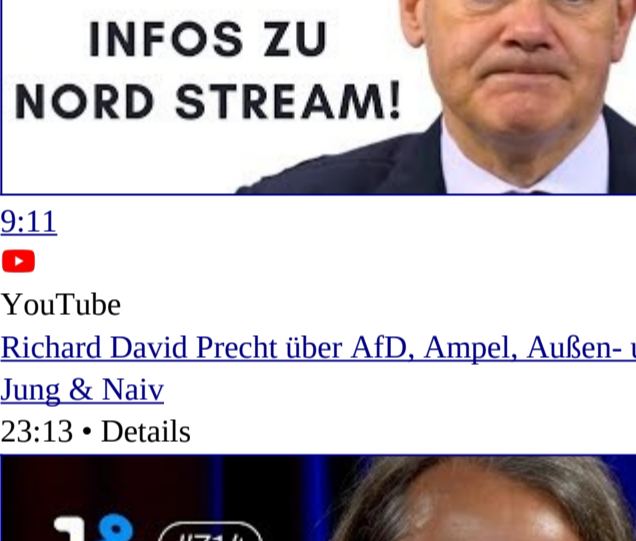 INFOS ZU
NORD STREAM!
9:11
YouTube
Richard David Precht über AfD, Ampel, Außen-
Jung & Naiv
23:13 • Details